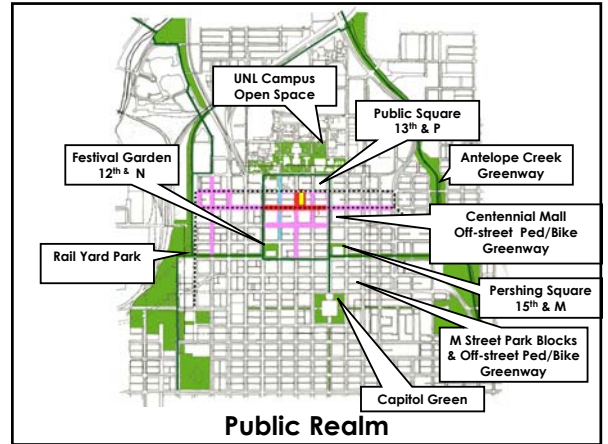 UNL Campus
Open Space
Public Square
13th & P
Festival Garden
12th & N
Antelope Creek
Greenway
Centennial Mall
Off-street Ped/Bike
Greenway
Rail Yard Park
Pershing Square
15th & M
M Street Park Blocks
& Off-street Ped/Bike
Greenway
Capitol Green
Public Realm